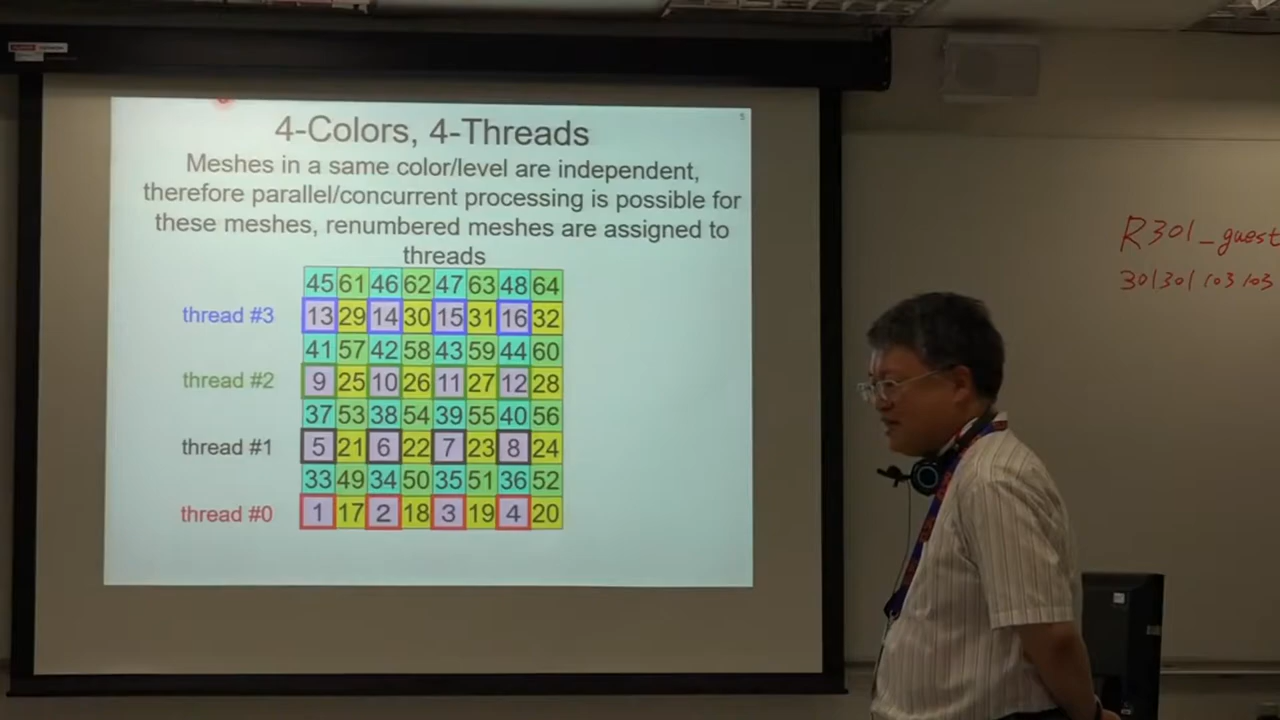 5
4-Colors, 4-Threads
Meshes in a same color/level are independent,
therefore parallel/concurrent processing is possible for
these meshes, renumbered meshes are assigned to
threads
45 61 46 62 47 63 48 64
thread #3 13 29 14 30 15 31 16 32
41 57 42 58 43 59 44 60
thread #2 9 25 10 26 11 27 12 28
37 53 38 54 39 55 40 56
thread #1 5 21 6 22 7 23 8 24
33 49 34 50 35 51 36 52
thread #0 1 17 2 18 3 19 4 20
R301_guest
301301103103